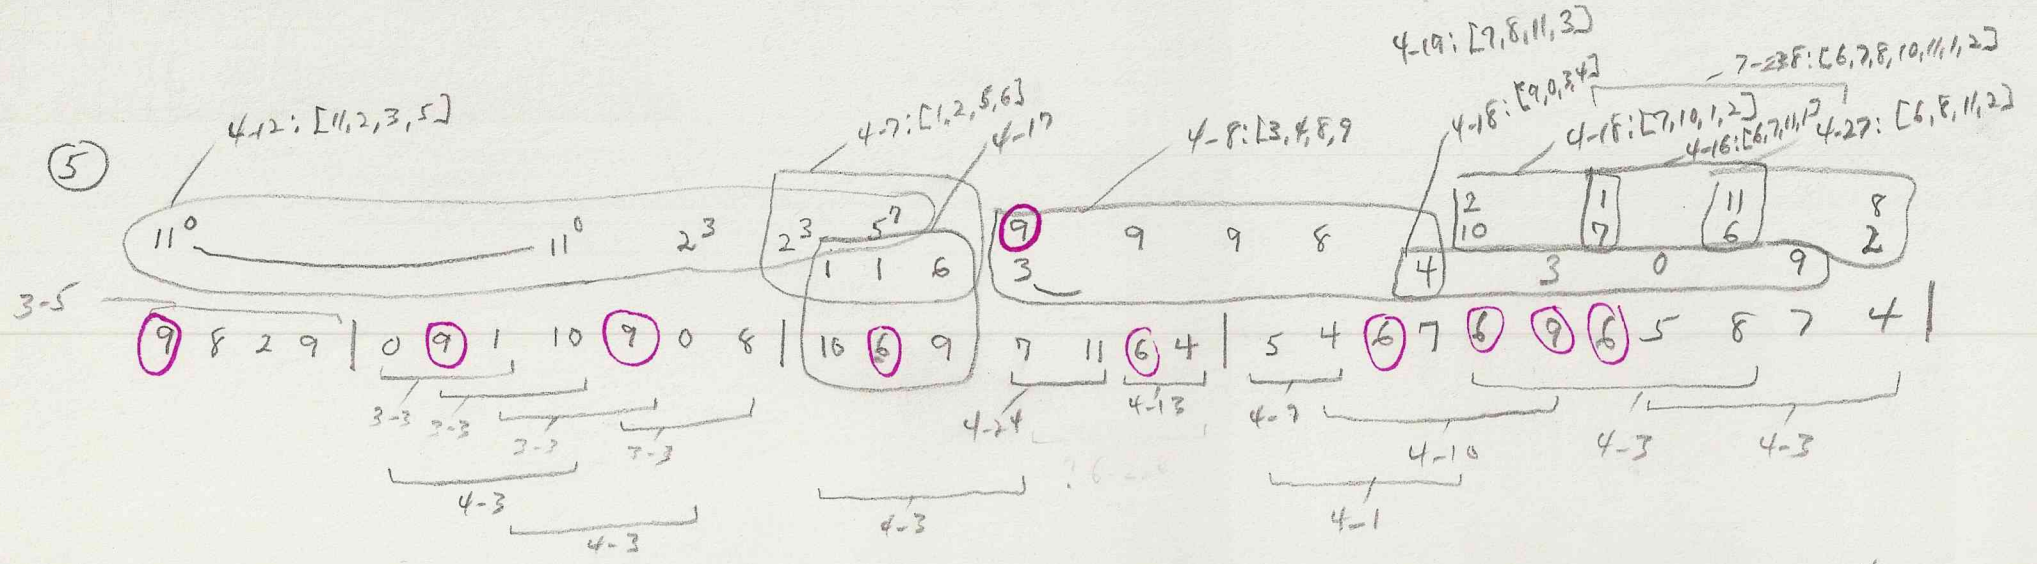 4-19: [7,8,11,3]
7-23B: [6,7,8,10,11,1,2]
4-12: [11,2,3,5] 4-7: [1,2,5,6] 4-17 4-8: [3,4,8,9 4-18: [9,0,3,4] 4-18: [7,10,1,2] 4-16: [6,7,11,1] 4-27: [6,8,11,2]
5
2 1 11 8
11⁰ 11⁰ 2³ 2³ 5⁷ 9 9 9 8 10 7 6 2
1 1 6 3 4 3 0 9
3-5
9 8 2 9 | 0 9 1 10 9 0 8 | 10 6 9 7 11 6 4 | 5 4 6 7 6 9 6 5 8 7 4 |
3-3 3-3 3-3 3-3 4-24 4-13 4-9 4-10 4-3 4-3
4-3 4-3 4-3 4-1